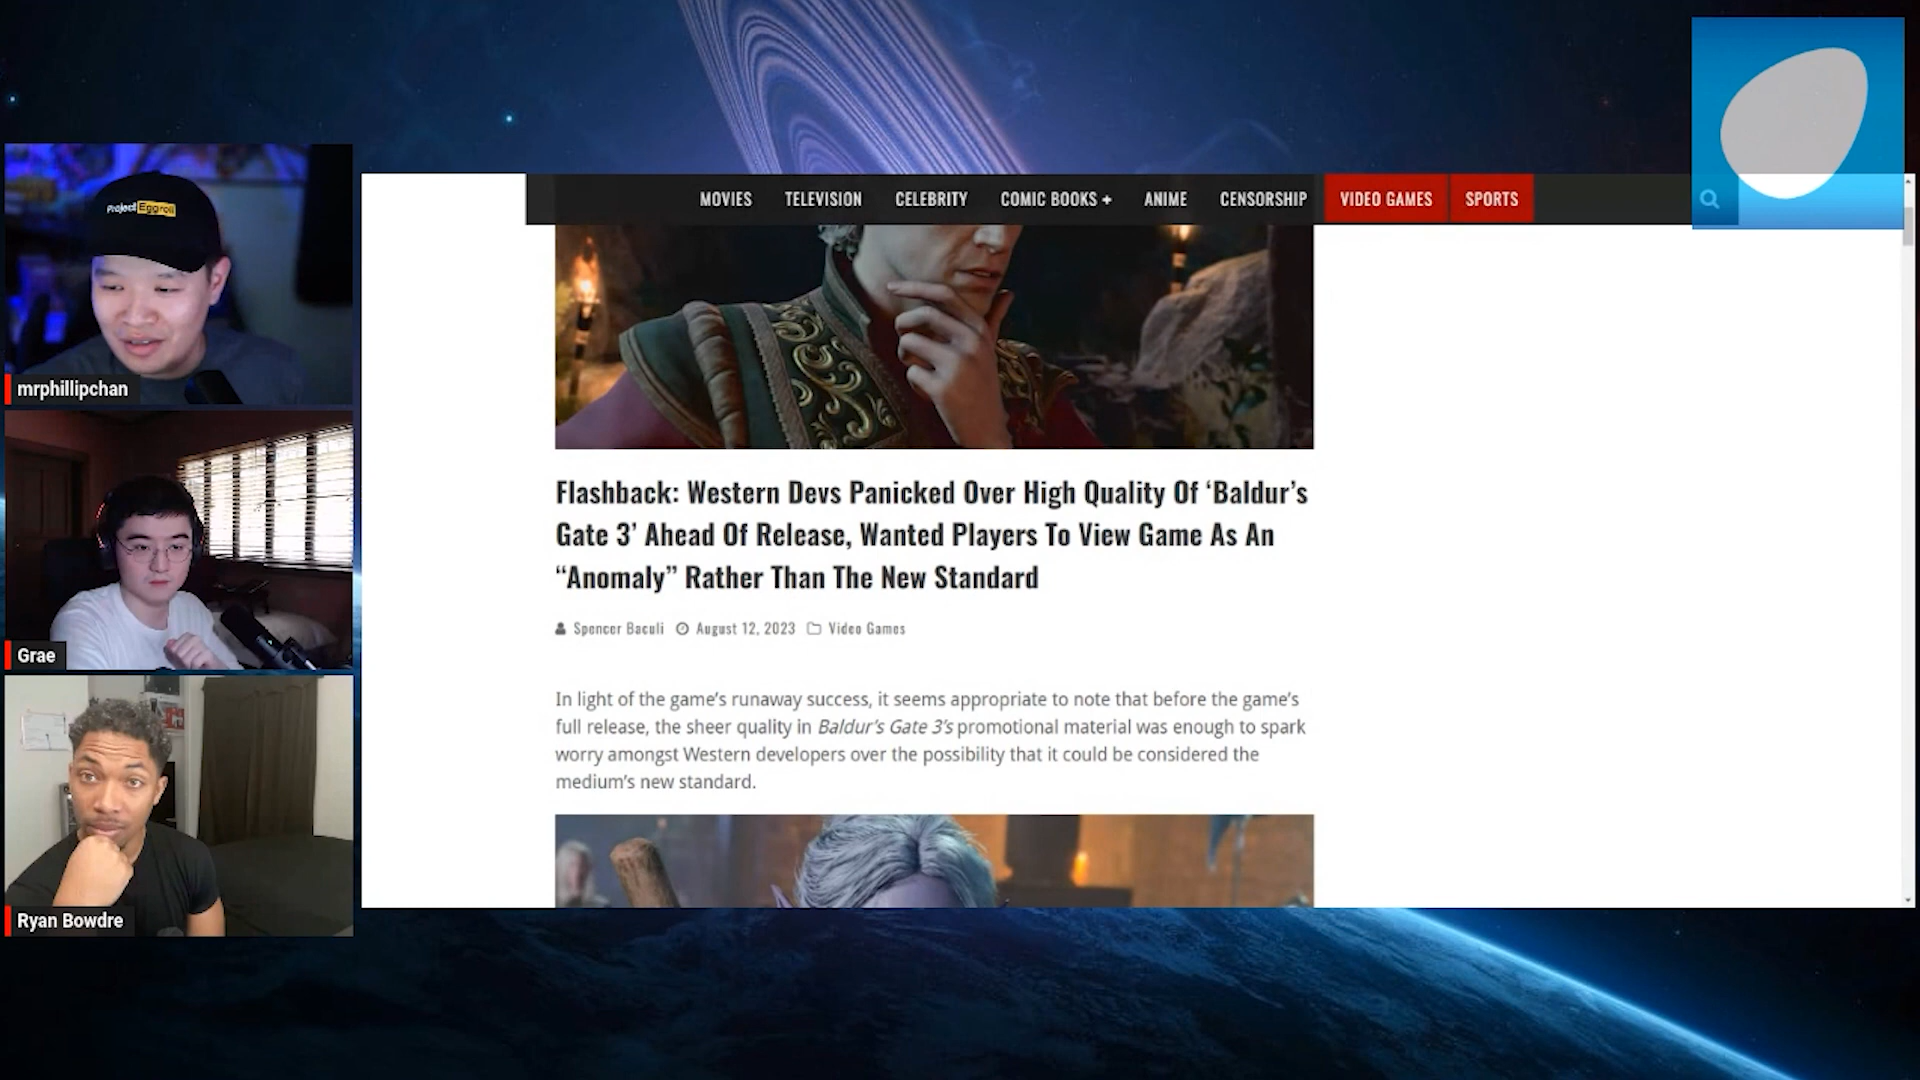 MOVIES TELEVISION CELEBRITY COMIC BOOKS + ANIME CENSORSHIP VIDEO GAMES SPORTS
Project Eggroll
mrphillipchan
Grae
Ryan Bowdre
Flashback: Western Devs Panicked Over High Quality Of ‘Baldur’s
Gate 3’ Ahead Of Release, Wanted Players To View Game As An
“Anomaly” Rather Than The New Standard
Spencer Baculi August 12, 2023 Video Games
In light of the game’s runaway success, it seems appropriate to note that before the game’s
full release, the sheer quality in Baldur’s Gate 3’s promotional material was enough to spark
worry amongst Western developers over the possibility that it could be considered the
medium’s new standard.